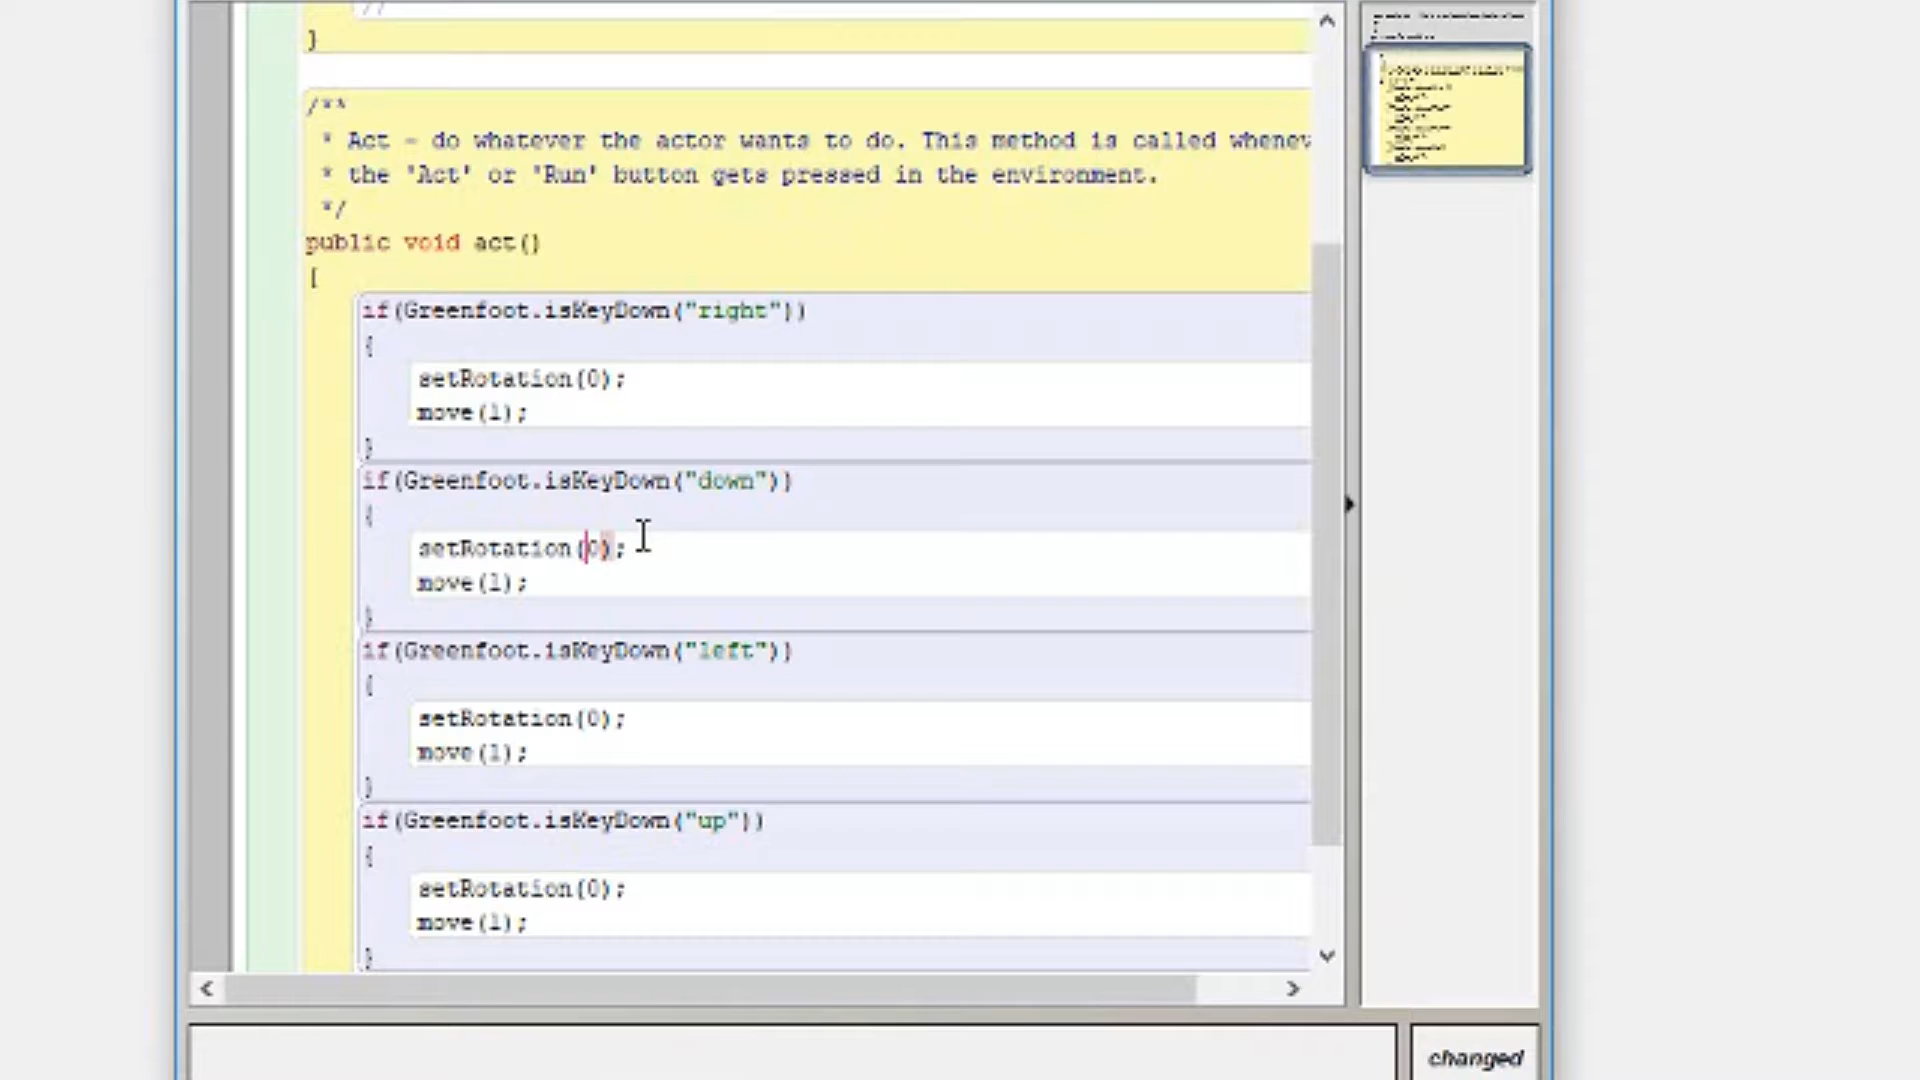 //
}
/**
* Act - do whatever the actor wants to do. This method is called whenev
* the 'Act' or 'Run' button gets pressed in the environment.
*/
public void act()
{
if(Greenfoot.isKeyDown("right"))
{
setRotation(0);
move(1);
}
if(Greenfoot.isKeyDown("down"))
{
setRotation(0);
move(1);
}
if(Greenfoot.isKeyDown("left"))
{
setRotation(0);
move(1);
}
if(Greenfoot.isKeyDown("up"))
{
setRotation(0);
move(1);
}
changed